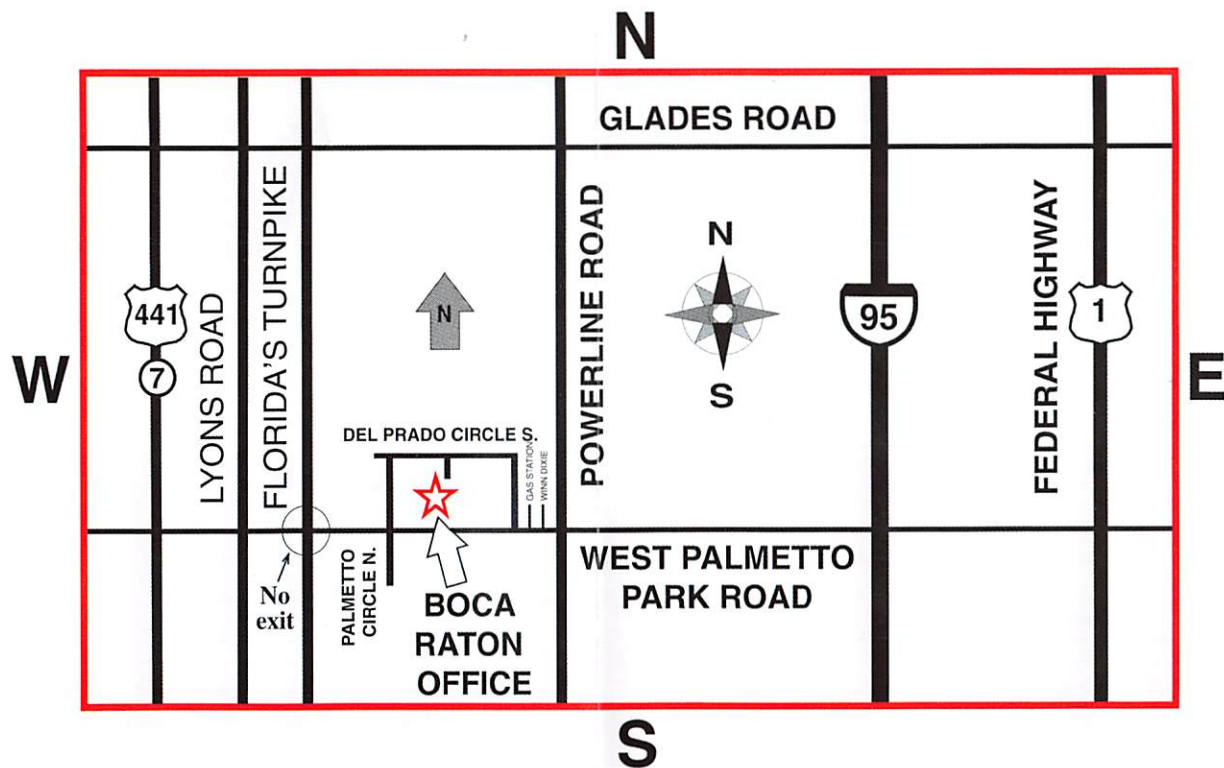 N
GLADES ROAD
441
7
LYONS ROAD
FLORIDA'S TURNPIKE
N
POWERLINE ROAD
N
S
95
FEDERAL HIGHWAY
1
W
E
DEL PRADO CIRCLE S.
GAS STATION
WINN DIXIE
No
exit
PALMETTO
CIRCLE N.
BOCA
RATON
OFFICE
WEST PALMETTO
PARK ROAD
S